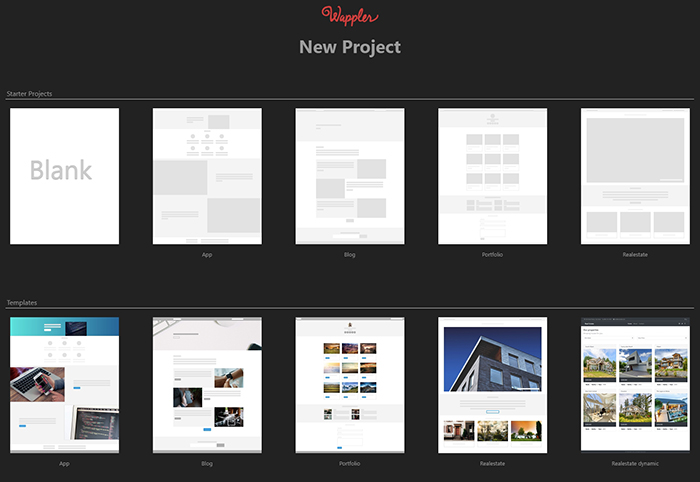 Wappler
New Project
Starter Projects
Blank
App
Blog
Portfolio
Realestate
Templates
App
Blog
Portfolio
Realestate
Realestate dynamic